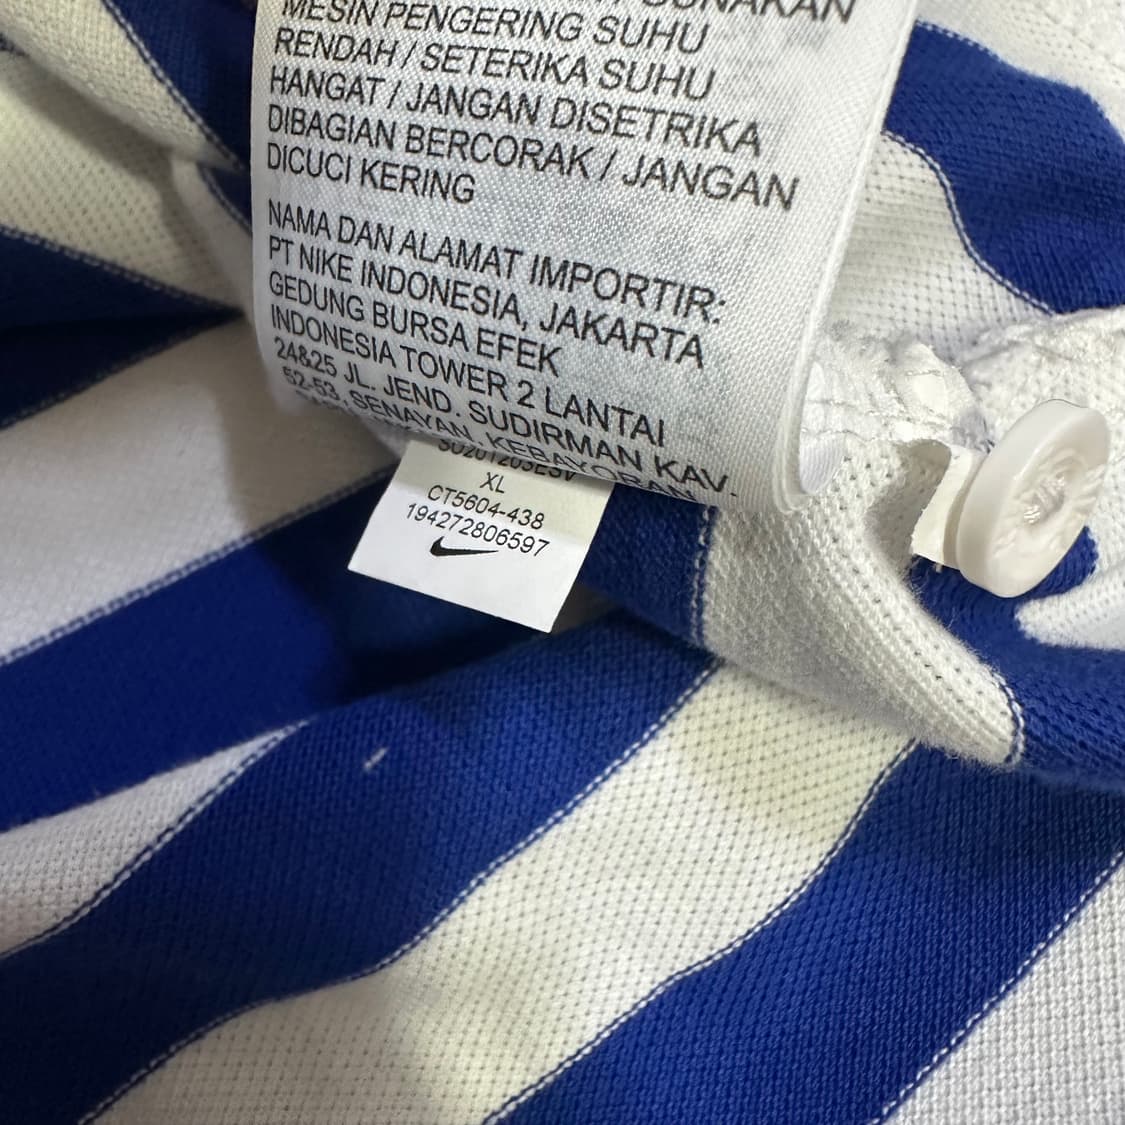 GUNAKAN
MESIN PENGERING SUHU
RENDAH / SETERIKA SUHU
HANGAT / JANGAN DISETRIKA
DIBAGIAN BERCORAK / JANGAN
DICUCI KERING
NAMA DAN ALAMAT IMPORTIR:
PT NIKE INDONESIA, JAKARTA
GEDUNG BURSA EFEK
INDONESIA TOWER 2 LANTAI
24&25 JL. JEND. SUDIRMAN KAV.
52-53, SENAYAN, KEBAYORAN
XL
CT5604-438
194272806597